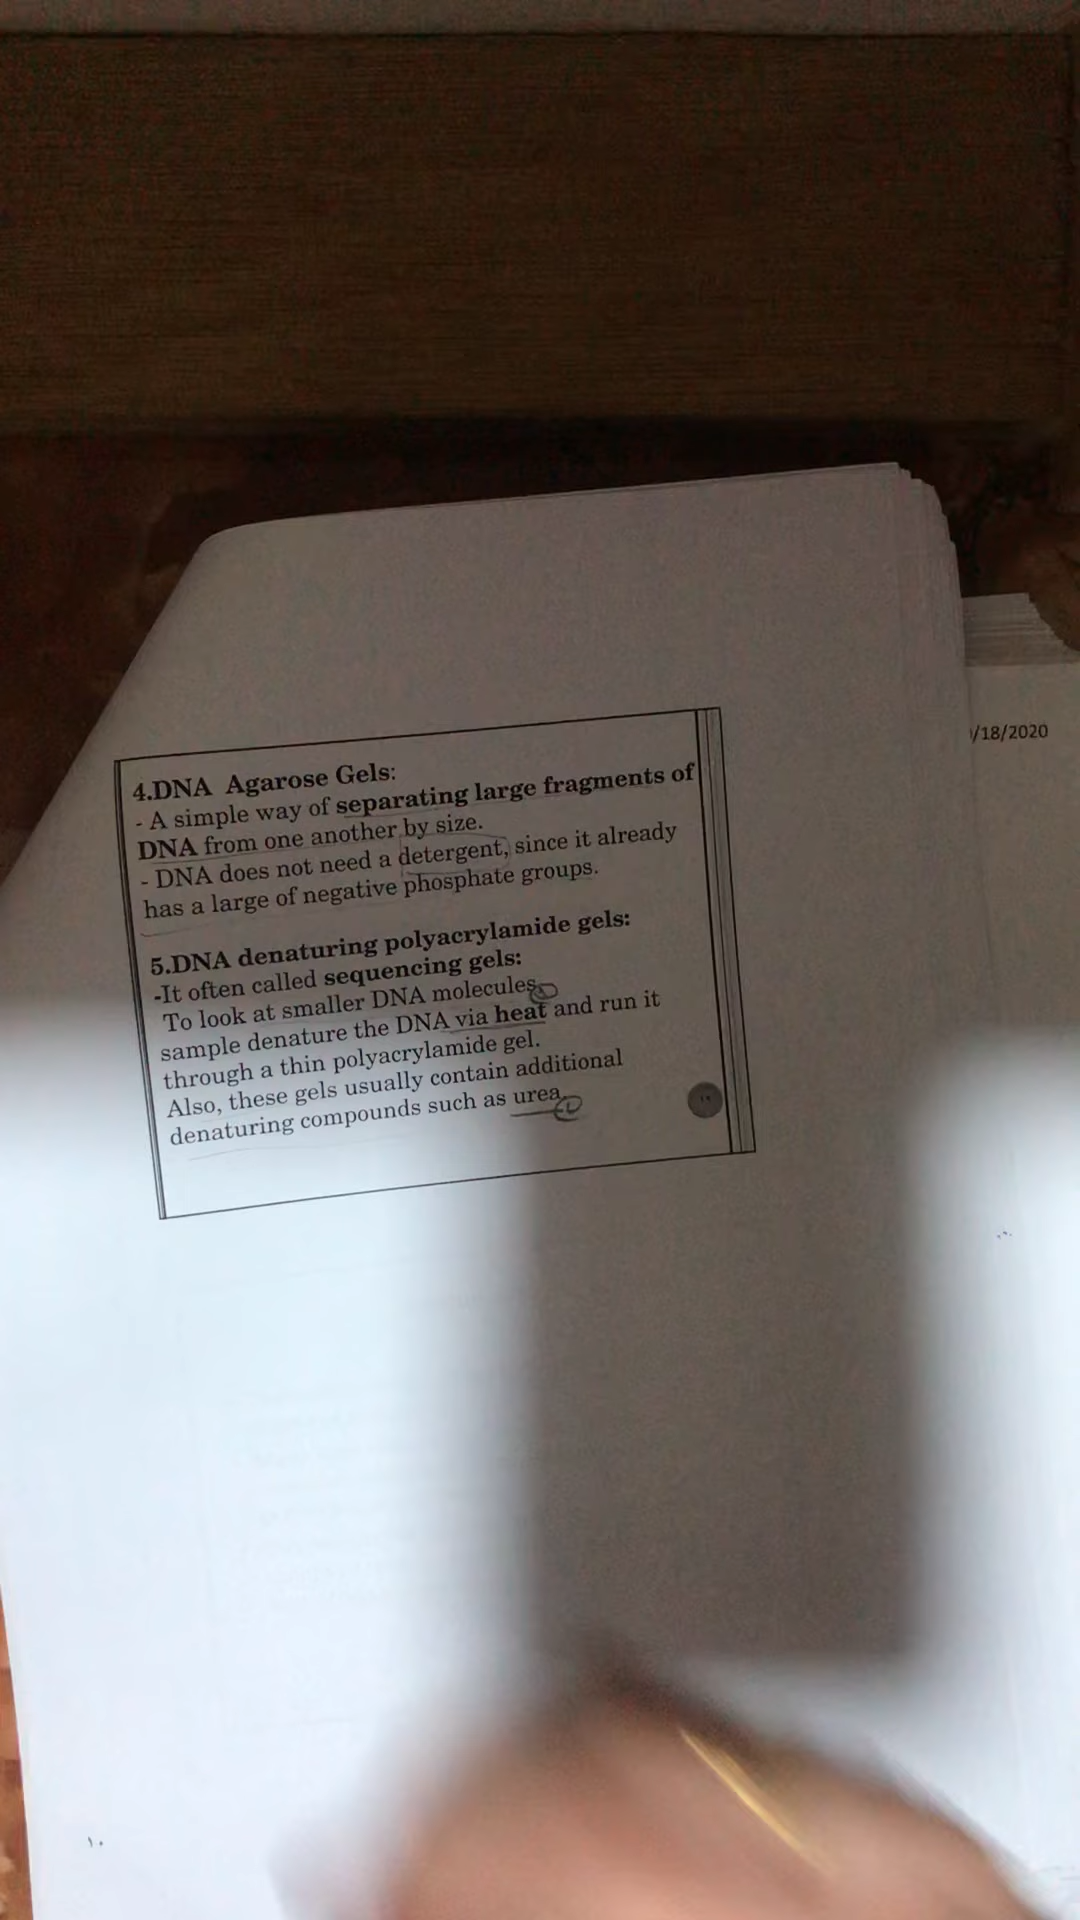 /18/2020
4.DNA Agarose Gels:
- A simple way of separating large fragments of
DNA from one another by size.
- DNA does not need a detergent, since it already
has a large of negative phosphate groups.
5.DNA denaturing polyacrylamide gels:
-It often called sequencing gels:
To look at smaller DNA molecules,
sample denature the DNA via heat and run it
through a thin polyacrylamide gel.
Also, these gels usually contain additional
denaturing compounds such as urea.
١٠